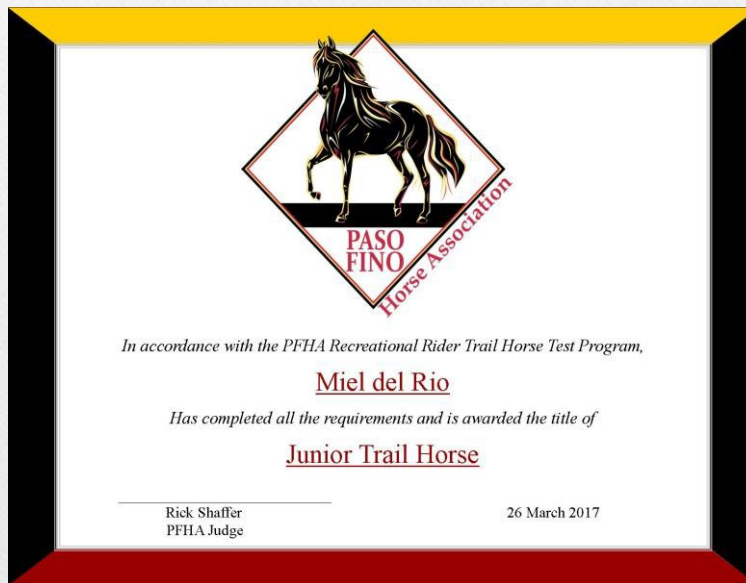 PASO
FINO
Horse Association
In accordance with the PFHA Recreational Rider Trail Horse Test Program,
Miel del Rio
Has completed all the requirements and is awarded the title of
Junior Trail Horse
Rick Shaffer
26 March 2017
PFHA Judge